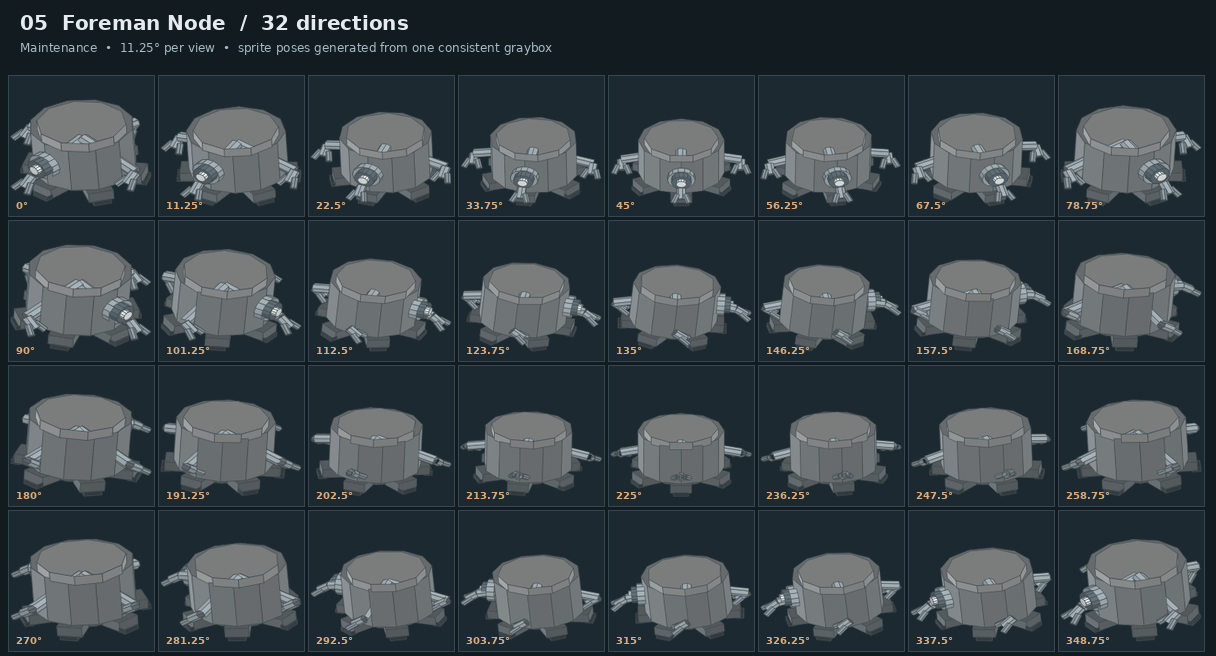 05 Foreman Node / 32 directions
Maintenance • 11.25° per view • sprite poses generated from one consistent graybox
0° 11.25° 22.5° 33.75° 45° 56.25° 67.5° 78.75°
90° 101.25° 112.5° 123.75° 135° 146.25° 157.5° 168.75°
180° 191.25° 202.5° 213.75° 225° 236.25° 247.5° 258.75°
270° 281.25° 292.5° 303.75° 315° 326.25° 337.5° 348.75°